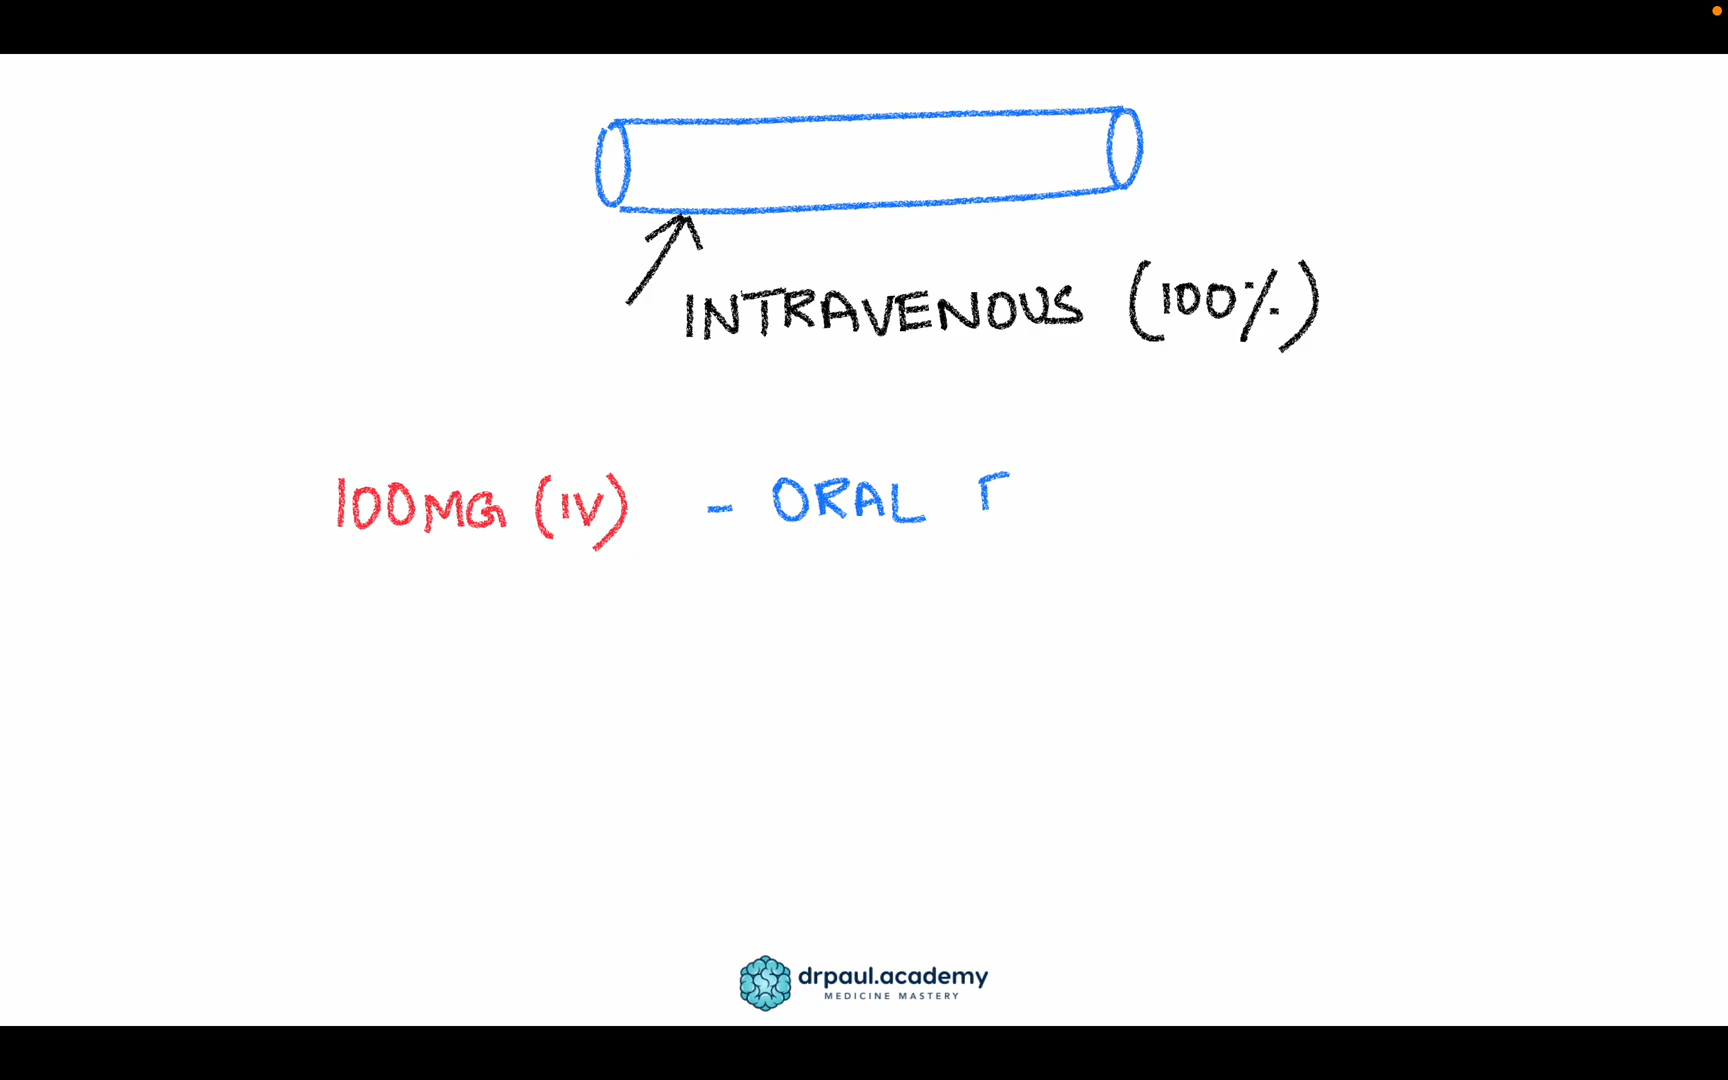 INTRAVENOUS (100%)
100MG (IV) - ORAL
drpaul.academy
MEDICINE MASTERY